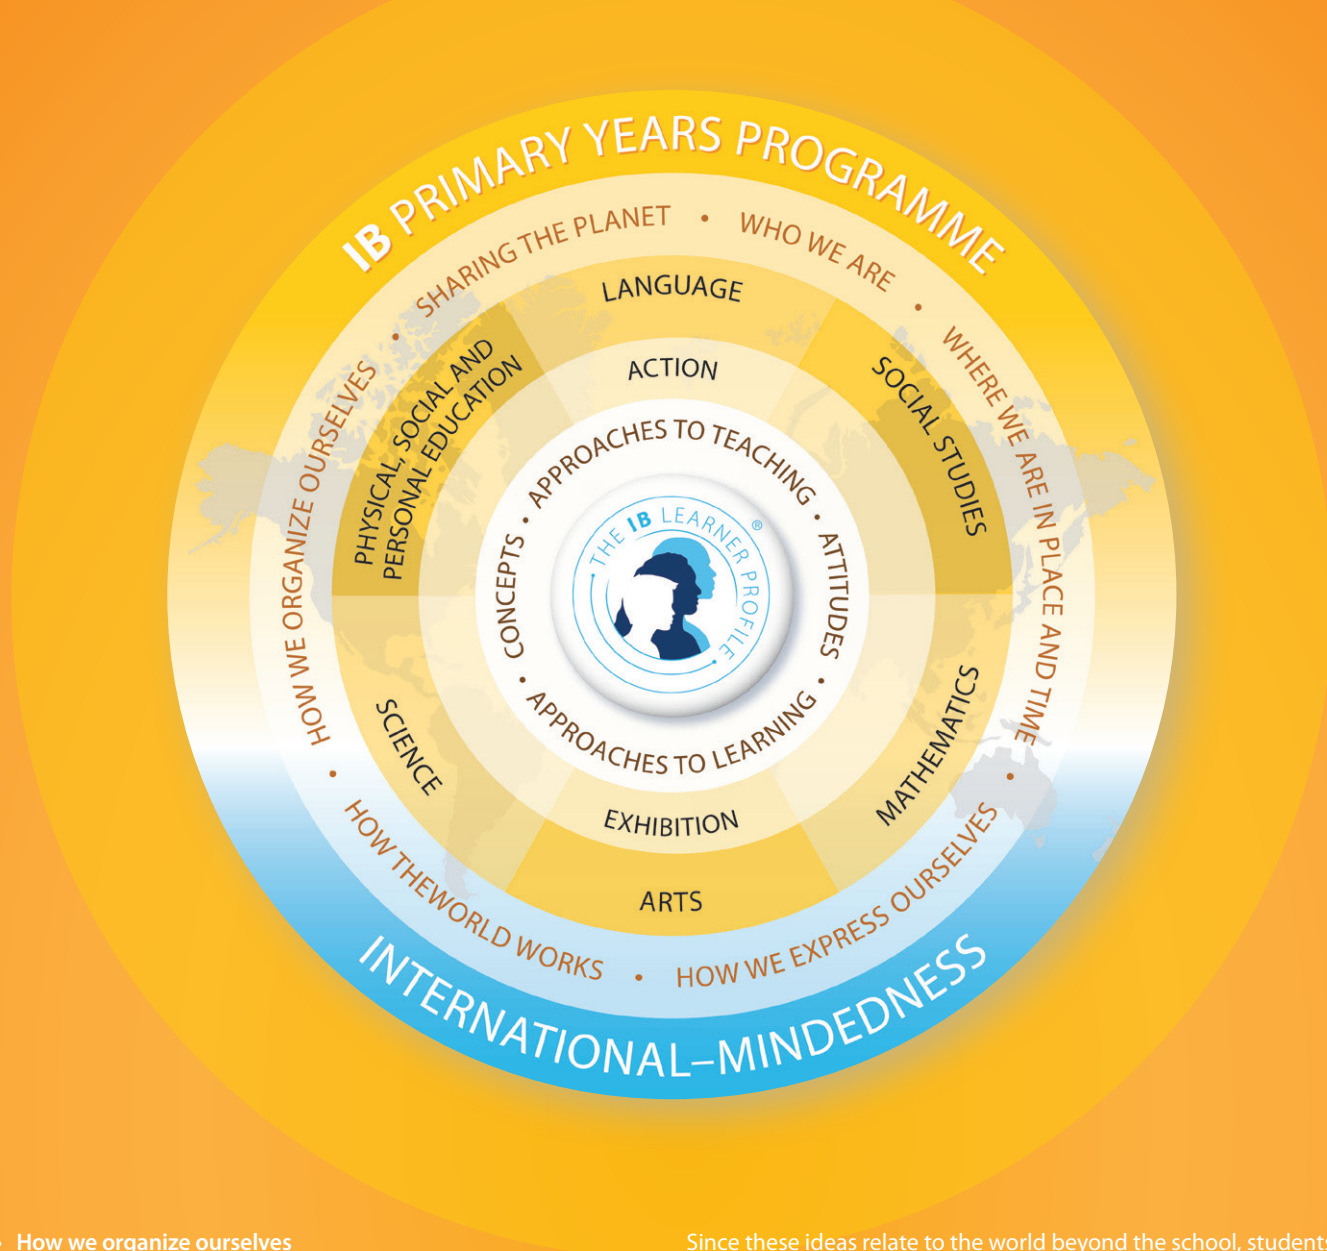 IB PRIMARY YEARS PROGRAMME
SHARING THE PLANET • WHO WE ARE • WHERE WE ARE IN PLACE AND TIME • HOW WE EXPRESS OURSELVES • HOW THEWORLD WORKS • HOW WE ORGANIZE OURSELVES •
LANGUAGE
SOCIAL STUDIES
MATHEMATICS
ARTS
SCIENCE
PHYSICAL, SOCIAL AND
PERSONAL EDUCATION
ACTION
EXHIBITION
APPROACHES TO TEACHING • ATTITUDES • APPROACHES TO LEARNING • CONCEPTS •
• THE IB LEARNER PROFILE • ®
INTERNATIONAL–MINDEDNESS
• How we organize ourselves
Since these ideas relate to the world beyond the school, students